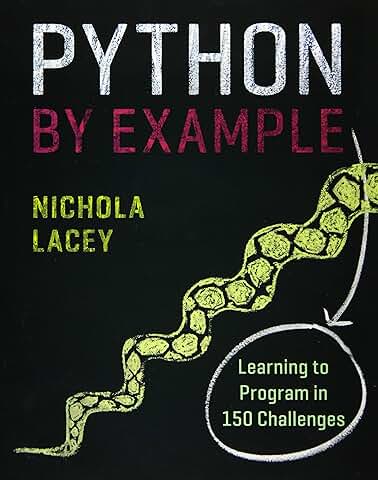 PYTHON
BY EXAMPLE
NICHOLA
LACEY
Learning to
Program in
150 Challenges